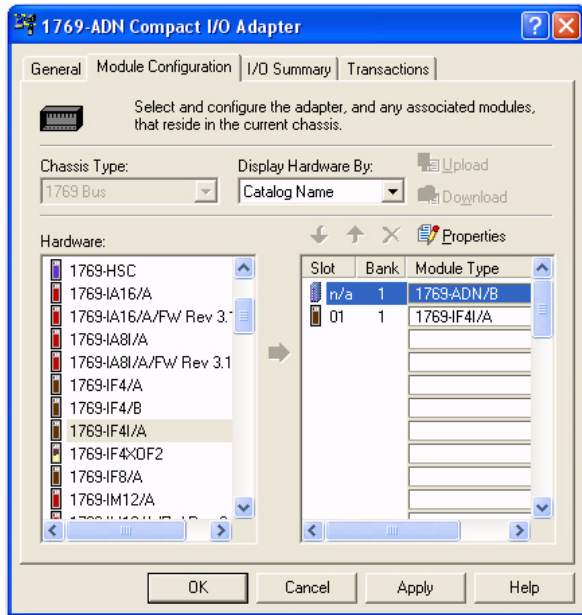 1769-ADN Compact I/O Adapter
General Module Configuration I/O Summary Transactions
Select and configure the adapter, and any associated modules,
that reside in the current chassis.
Chassis Type:
1769 Bus
Display Hardware By:
Catalog Name
Upload
Download
Hardware:
1769-HSC
1769-IA16/A
1769-IA16/A/FW Rev 3.1
1769-IA8I/A
1769-IA8I/A/FW Rev 3.1
1769-IF4/A
1769-IF4/B
1769-IF4I/A
1769-IF4XOF2
1769-IF8/A
1769-IM12/A
Properties
Slot Bank Module Type
n/a 1 1769-ADN/B
01 1 1769-IF4I/A
OK Cancel Apply Help